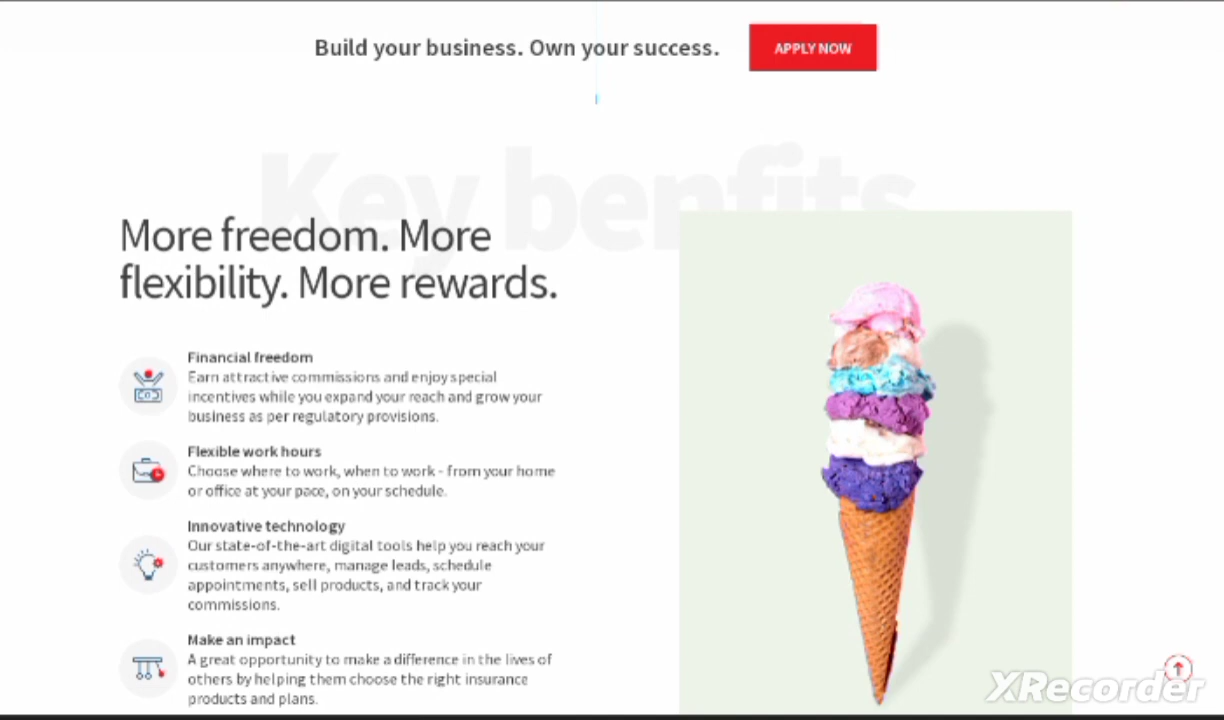 Build your business. Own your success.
APPLY NOW
Key benfits
More freedom. More
flexibility. More rewards.
Financial freedom
Earn attractive commissions and enjoy special
incentives while you expand your reach and grow your
business as per regulatory provisions.
Flexible work hours
Choose where to work, when to work - from your home
or office at your pace, on your schedule.
Innovative technology
Our state-of-the-art digital tools help you reach your
customers anywhere, manage leads, schedule
appointments, sell products, and track your
commissions.
Make an impact
A great opportunity to make a difference in the lives of
others by helping them choose the right insurance
products and plans.
XRecorder